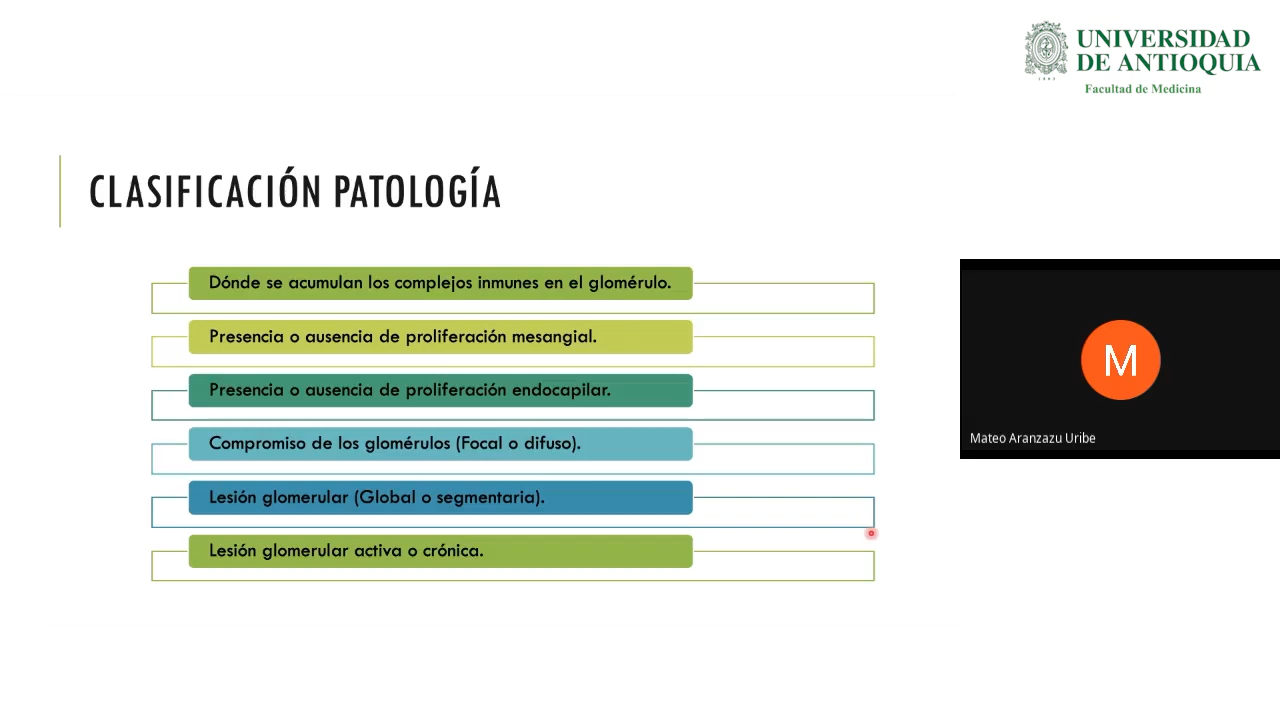 UNIVERSIDAD
DE ANTIOQUIA
1803
Facultad de Medicina
CLASIFICACIÓN PATOLOGÍA
Dónde se acumulan los complejos inmunes en el glomérulo.
Presencia o ausencia de proliferación mesangial.
Presencia o ausencia de proliferación endocapilar.
Compromiso de los glomérulos (Focal o difuso).
Lesión glomerular (Global o segmentaria).
Lesión glomerular activa o crónica.
M
Mateo Aranzazu Uribe